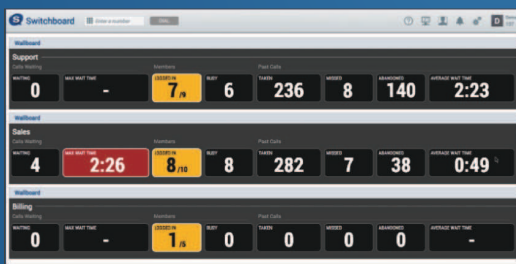 S Switchboard Enter a number DIAL D
Wallboard
Support
Calls Waiting Members Past Calls
WAITING MAX WAIT TIME LOGGED IN BUSY TAKEN MISSED ABANDONED AVERAGE WAIT TIME
0 - 7/9 6 236 8 140 2:23
Wallboard
Sales
Calls Waiting Members Past Calls
WAITING MAX WAIT TIME LOGGED IN BUSY TAKEN MISSED ABANDONED AVERAGE WAIT TIME
4 2:26 8/10 8 282 7 38 0:49
Wallboard
Billing
Calls Waiting Members Past Calls
WAITING MAX WAIT TIME LOGGED IN BUSY TAKEN MISSED ABANDONED AVERAGE WAIT TIME
0 - 1/5 0 0 0 0 -